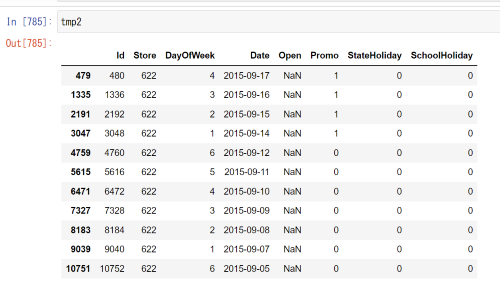 In [785]: tmp2
Out[785]:
Id Store DayOfWeek Date Open Promo StateHoliday SchoolHoliday
479 480 622 4 2015-09-17 NaN 1 0 0
1335 1336 622 3 2015-09-16 NaN 1 0 0
2191 2192 622 2 2015-09-15 NaN 1 0 0
3047 3048 622 1 2015-09-14 NaN 1 0 0
4759 4760 622 6 2015-09-12 NaN 0 0 0
5615 5616 622 5 2015-09-11 NaN 0 0 0
6471 6472 622 4 2015-09-10 NaN 0 0 0
7327 7328 622 3 2015-09-09 NaN 0 0 0
8183 8184 622 2 2015-09-08 NaN 0 0 0
9039 9040 622 1 2015-09-07 NaN 0 0 0
10751 10752 622 6 2015-09-05 NaN 0 0 0